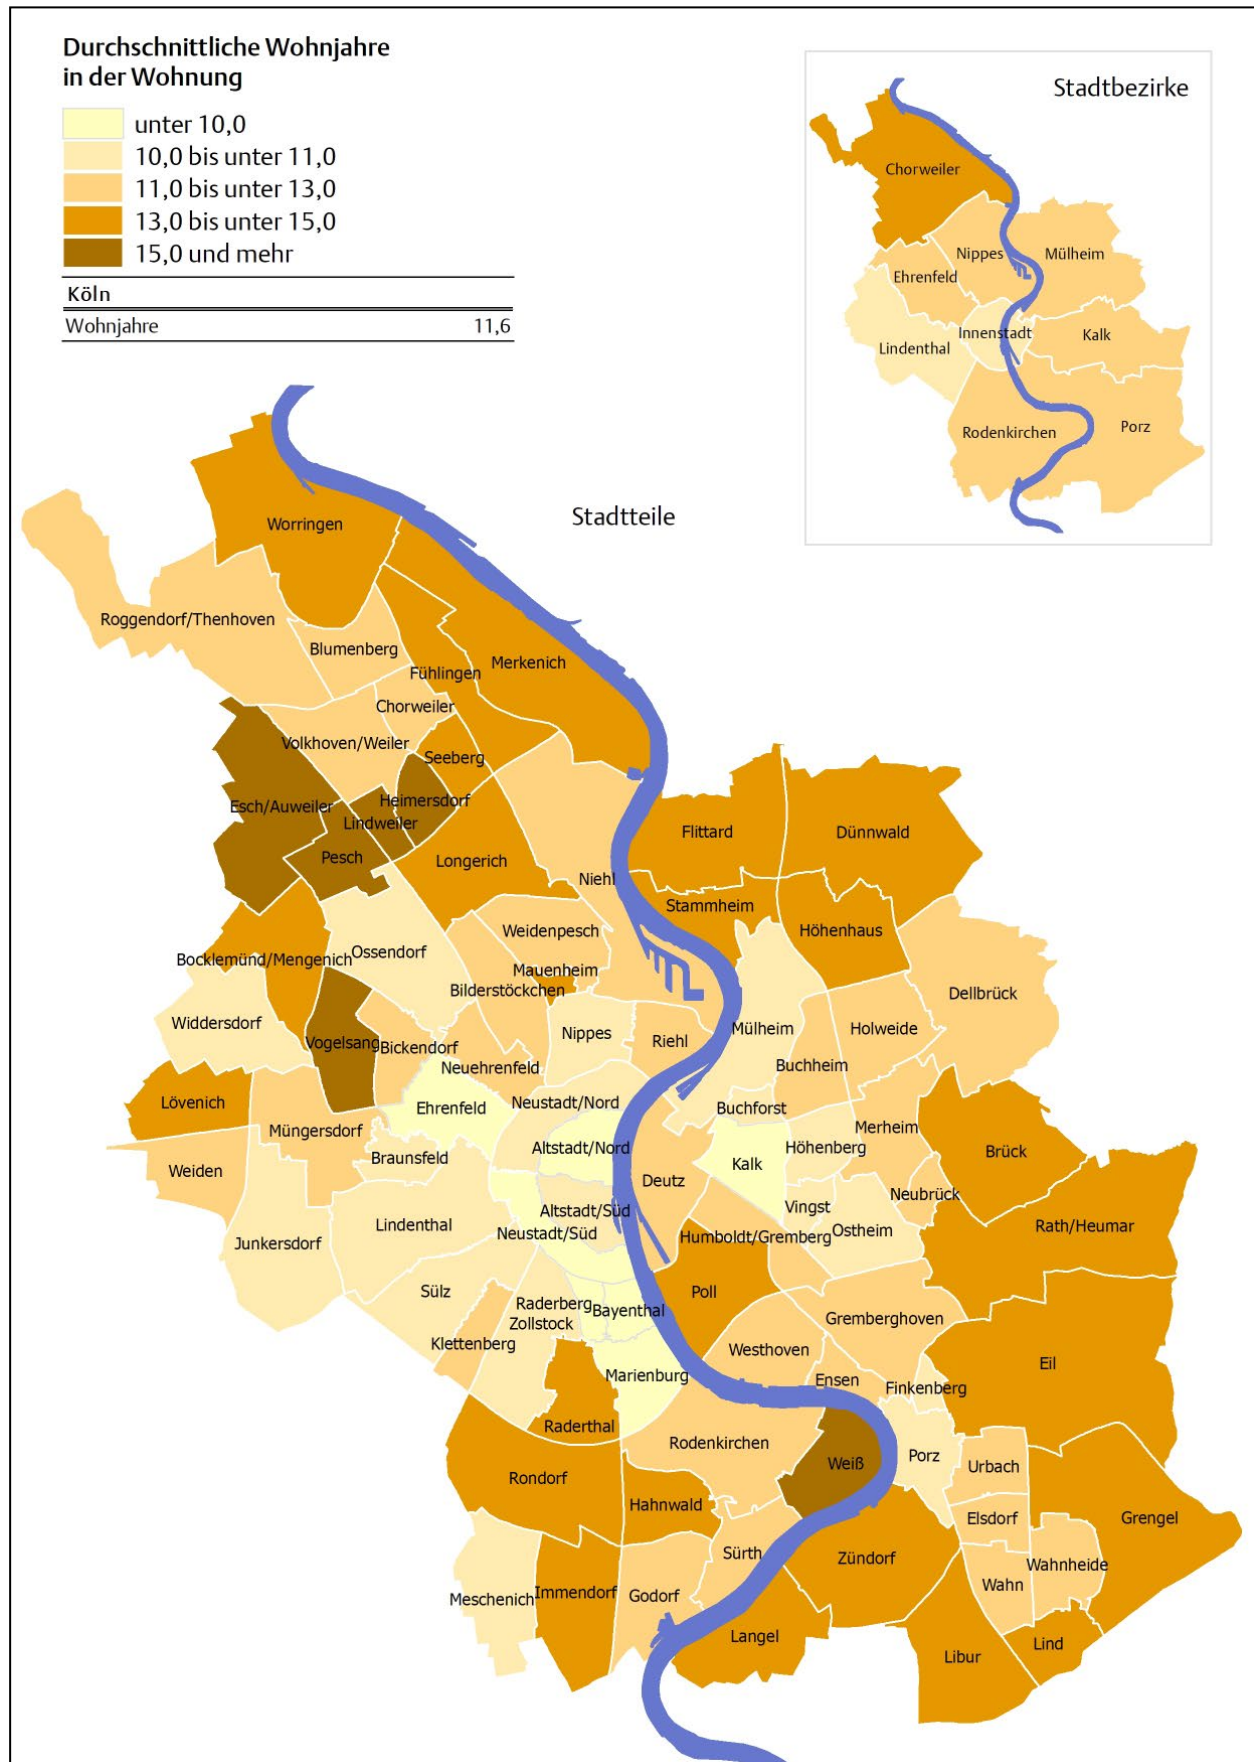 Durchschnittliche Wohnjahre
in der Wohnung
unter 10,0
10,0 bis unter 11,0
11,0 bis unter 13,0
13,0 bis unter 15,0
15,0 und mehr
Köln
Wohnjahre 11,6
Stadtbezirke
Chorweiler
Nippes
Mülheim
Ehrenfeld
Innenstadt
Kalk
Lindenthal
Rodenkirchen
Porz
Stadtteile
Worringen
Roggendorf/Thenhoven
Blumenberg
Merkenich
Fühlingen
Chorweiler
Volkhoven/Weiler
Seeberg
Heimersdorf
Esch/Auweiler
Lindweiler
Pesch
Longerich
Flittard
Dünnwald
Niehl
Stammheim
Höhenhaus
Weidenpesch
Ossendorf
Bocklemünd/Mengenich
Mauenheim
Bilderstöckchen
Dellbrück
Widdersdorf
Nippes
Mülheim
Holweide
Vogelsang
Bickendorf
Riehl
Neuehrenfeld
Buchheim
Lövenich
Ehrenfeld
Neustadt/Nord
Buchforst
Müngersdorf
Merheim
Altstadt/Nord
Höhenberg
Brück
Braunsfeld
Kalk
Weiden
Deutz
Neubrück
Altstadt/Süd
Vingst
Lindenthal
Neustadt/Süd
Ostheim
Rath/Heumar
Junkersdorf
Humboldt/Gremberg
Sülz
Poll
Raderberg
Bayenthal
Zollstock
Gremberghoven
Klettenberg
Westhoven
Eil
Marienburg
Ensen
Finkenberg
Raderthal
Rodenkirchen
Weiß
Porz
Urbach
Rondorf
Hahnwald
Elsdorf
Grengel
Sürth
Zündorf
Wahnheide
Wahn
Meschenich
Immendorf
Godorf
Langel
Lind
Libur